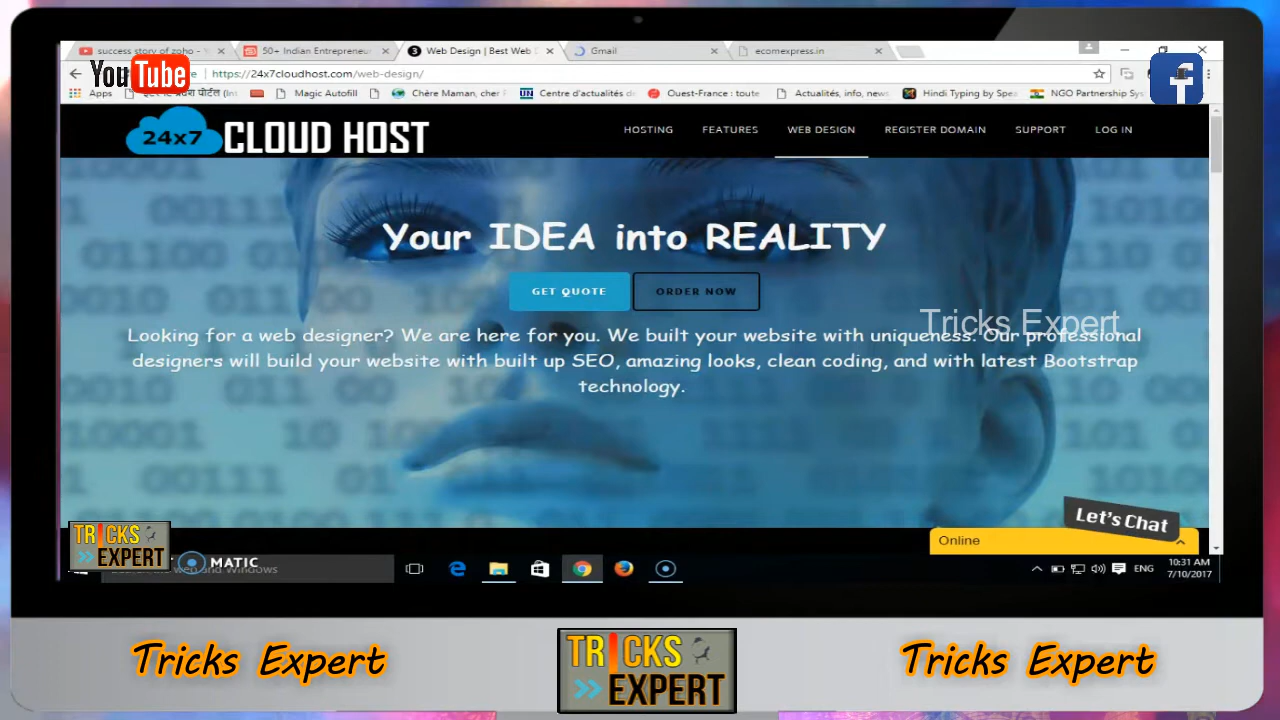 success story of zoho - Y
50+ Indian Entrepreneur
Web Design | Best Web
Gmail
ecomexpress.in
YouTube
https://24x7cloudhost.com/web-design/
Apps
Magic Autofill
Chère Maman, cher
UN
Centre d'actualités d
Ouest-France : toute
Actualités, info, news
Hindi Typing by Spea
NGO Partnership Sys
24x7 CLOUD HOST
HOSTING
FEATURES
WEB DESIGN
REGISTER DOMAIN
SUPPORT
LOG IN
Your IDEA into REALITY
GET QUOTE
ORDER NOW
Tricks Expert
Looking for a web designer? We are here for you. We built your website with uniqueness. Our professional
designers will build your website with built up SEO, amazing looks, clean coding, and with latest Bootstrap
technology.
Let's Chat
Online
TRICKS
EXPERT
MATIC
and Windows
ENG
10:31 AM
7/10/2017
Tricks Expert
TRICKS
EXPERT
Tricks Expert